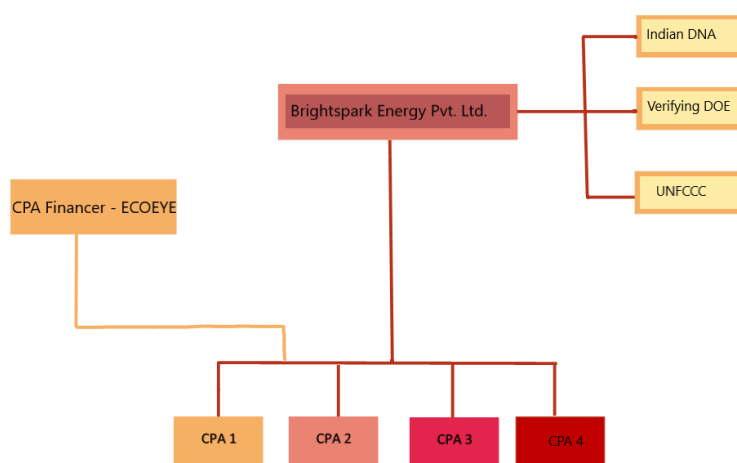 Indian DNA
Brightspark Energy Pvt. Ltd.
Verifying DOE
UNFCCC
CPA Financer - ECOEYE
CPA 1
CPA 2
CPA 3
CPA 4